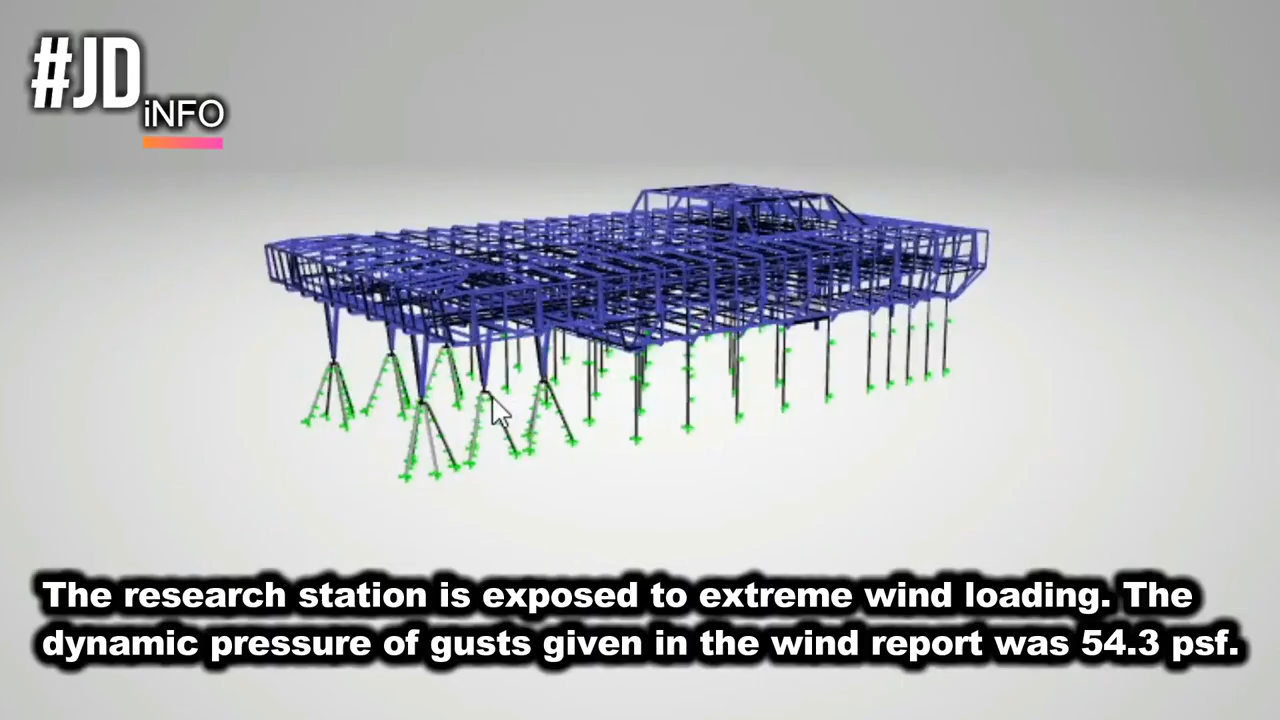 #JD
iNFO
The research station is exposed to extreme wind loading. The
dynamic pressure of gusts given in the wind report was 54.3 psf.